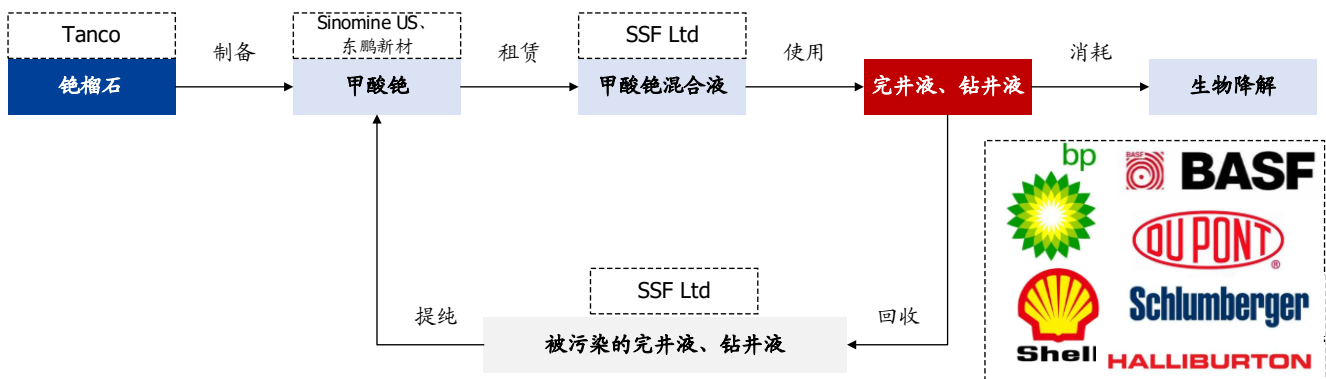 Tanco
铯榴石
制备
Sinomine US、
东鹏新材
甲酸铯
租赁
SSF Ltd
甲酸铯混合液
使用
完井液、钻井液
消耗
生物降解
提纯
SSF Ltd
被污染的完井液、钻井液
回收
bp
BASF
BASF
DU PONT
®
Shell
Schlumberger
HALLIBURTON